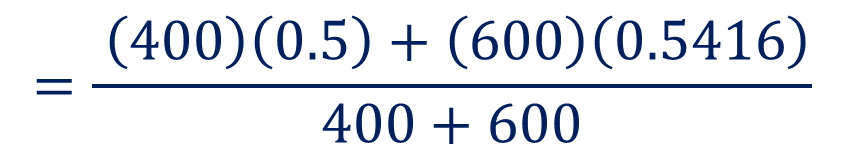 (400)(0.5) + (600)(0.5416)
=
400 + 600